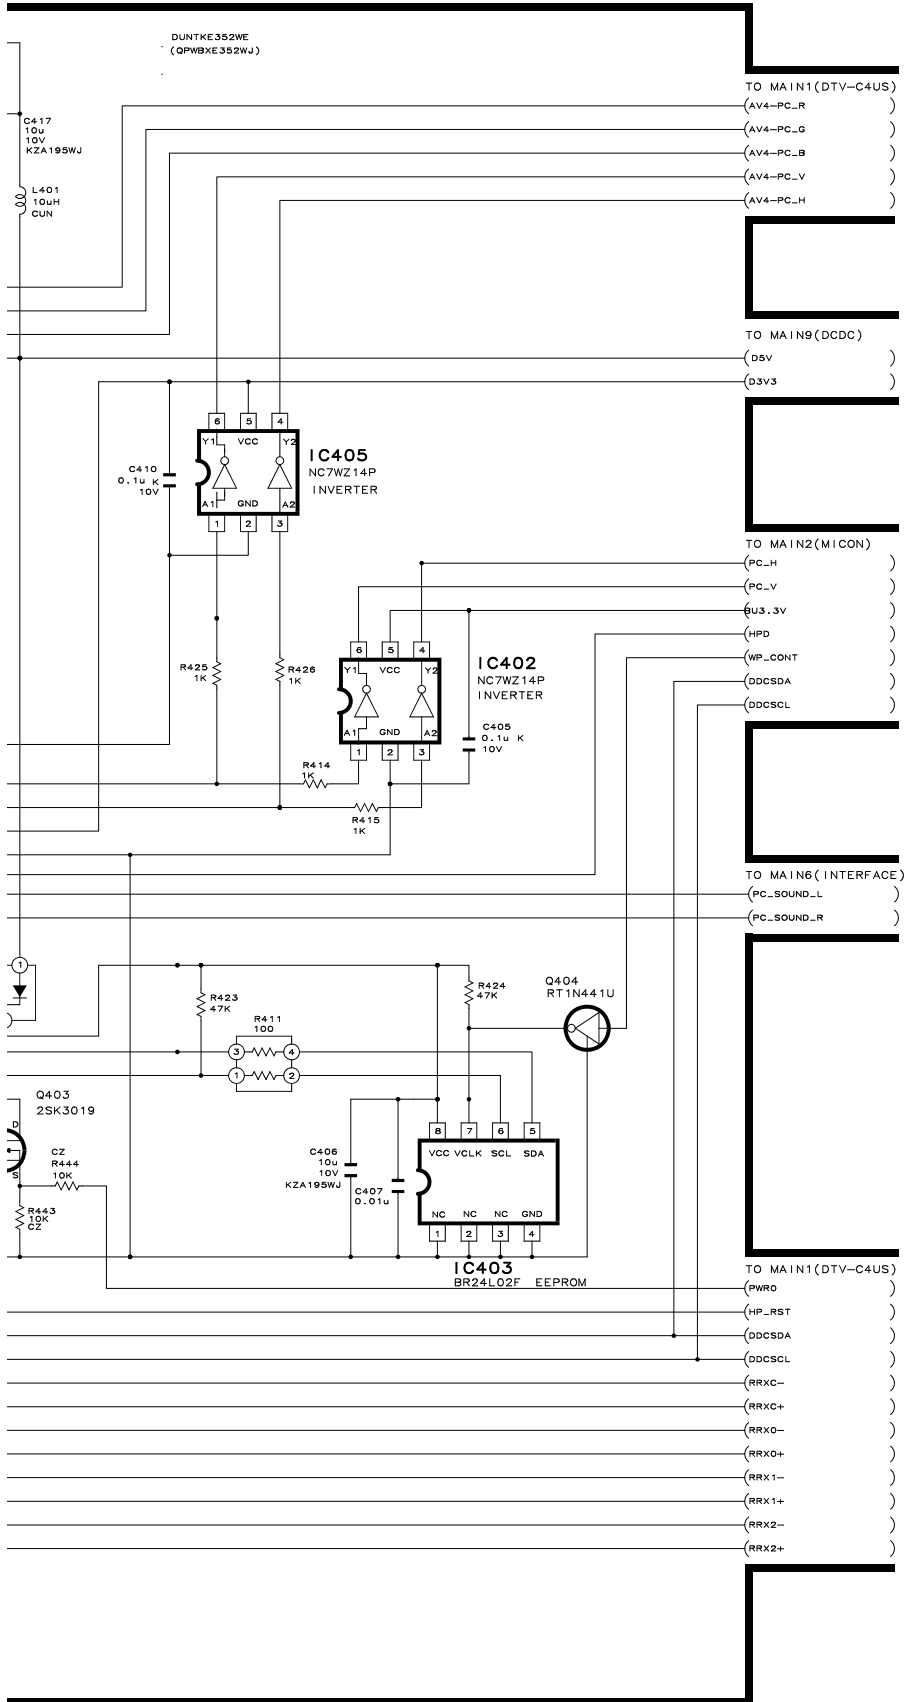 DUNTKE352WE
(QPWBXE352WJ)
TO MAIN1(DTV-C4US)
(AV4-PC_R )
(AV4-PC_G )
(AV4-PC_B )
(AV4-PC_V )
(AV4-PC_H )
C417
10u
10V
KZA195WJ
L401
10uH
CUN
TO MAIN9(DCDC)
(D5V )
(D3V3 )
6 5 4
Y1 VCC Y2
IC405
NC7WZ14P
INVERTER
C410
0.1u K
10V
A1 GND A2
1 2 3
TO MAIN2(MICON)
(PC_H )
(PC_V )
(BU3.3V )
(HPD )
(WP_CONT )
(DDCSDA )
(DDCSCL )
R425
1K
R426
1K
6 5 4
Y1 VCC Y2
IC402
NC7WZ14P
INVERTER
A1 GND A2
1 2 3
C405
0.1u K
10V
R414
1K
R415
1K
TO MAIN6(INTERFACE)
(PC_SOUND_L )
(PC_SOUND_R )
1
R423
47K
R424
47K
Q404
RT1N441U
R411
100
3 4
1 2
Q403
2SK3019
D
S
CZ
R444
10K
R443
10K
CZ
C406
10u
10V
KZA195WJ
C407
0.01u
8 7 6 5
VCC VCLK SCL SDA
NC NC NC GND
1 2 3 4
IC403
BR24L02F EEPROM
TO MAIN1(DTV-C4US)
(PWR0 )
(HP_RST )
(DDCSDA )
(DDCSCL )
(RRXC- )
(RRXC+ )
(RRX0- )
(RRX0+ )
(RRX1- )
(RRX1+ )
(RRX2- )
(RRX2+ )